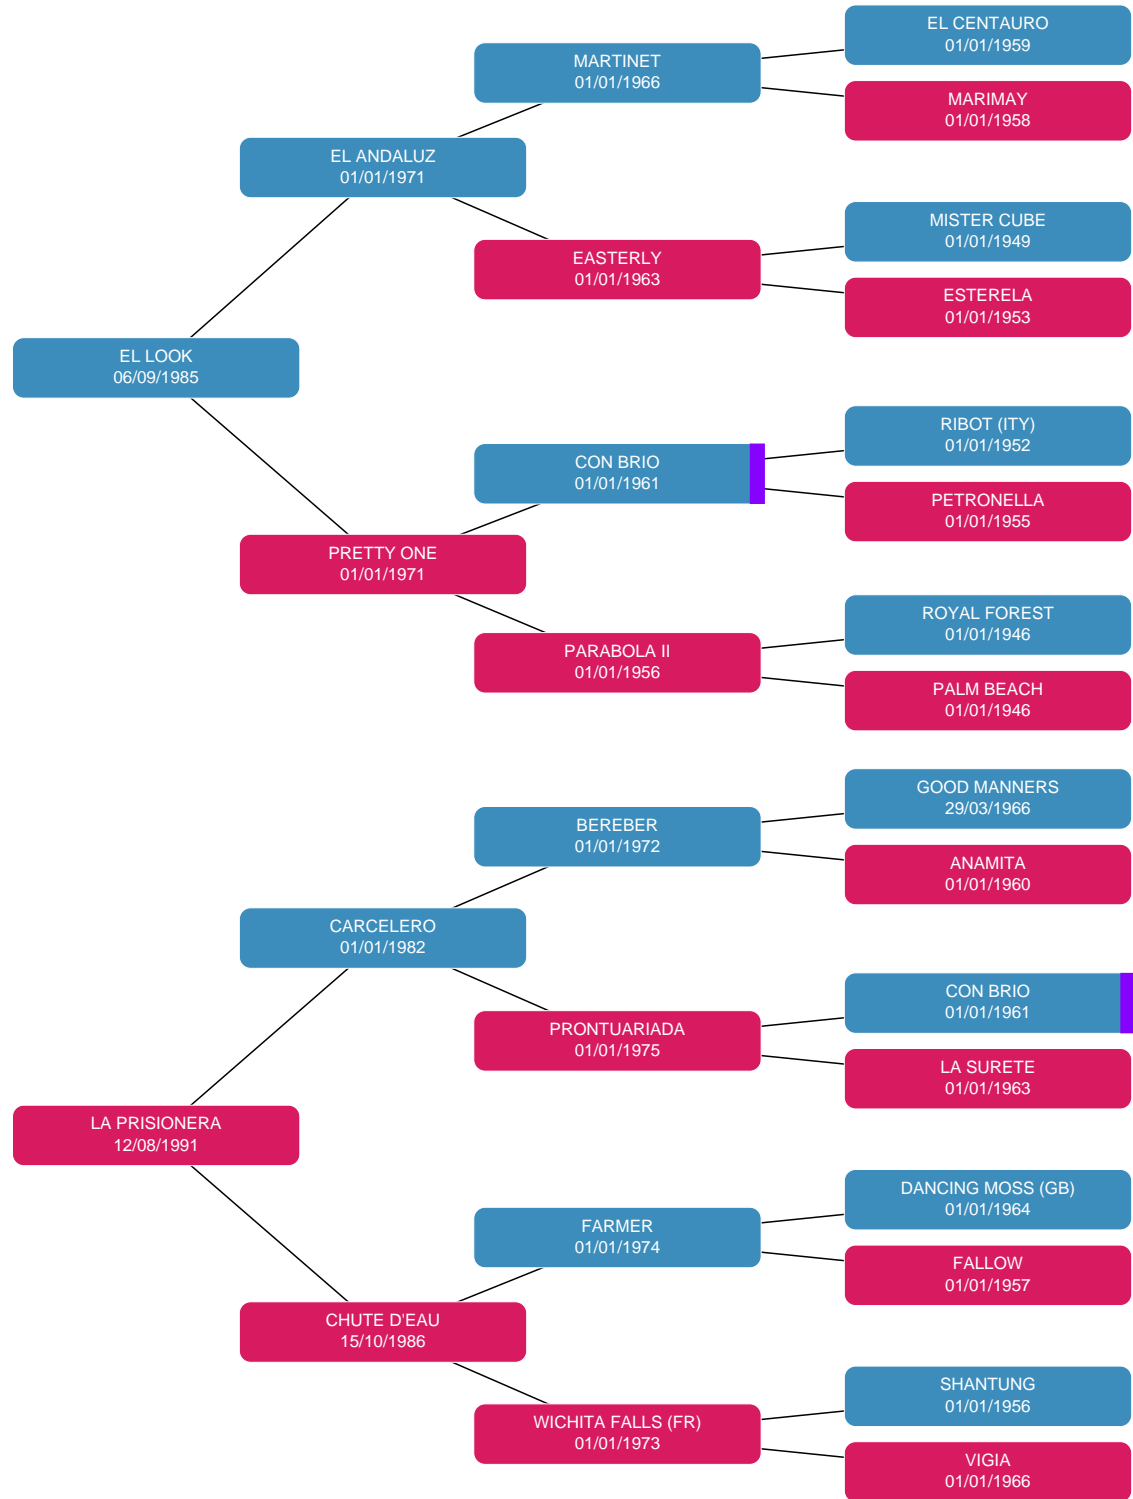 EL CENTAURO
01/01/1959
MARTINET
01/01/1966
MARIMAY
01/01/1958
EL ANDALUZ
01/01/1971
MISTER CUBE
01/01/1949
EASTERLY
01/01/1963
ESTERELA
01/01/1953
EL LOOK
06/09/1985
RIBOT (ITY)
01/01/1952
CON BRIO
01/01/1961
PETRONELLA
01/01/1955
PRETTY ONE
01/01/1971
ROYAL FOREST
01/01/1946
PARABOLA II
01/01/1956
PALM BEACH
01/01/1946
GOOD MANNERS
29/03/1966
BEREBER
01/01/1972
ANAMITA
01/01/1960
CARCELERO
01/01/1982
CON BRIO
01/01/1961
PRONTUARIADA
01/01/1975
LA SURETE
01/01/1963
LA PRISIONERA
12/08/1991
DANCING MOSS (GB)
01/01/1964
FARMER
01/01/1974
FALLOW
01/01/1957
CHUTE D'EAU
15/10/1986
SHANTUNG
01/01/1956
WICHITA FALLS (FR)
01/01/1973
VIGIA
01/01/1966